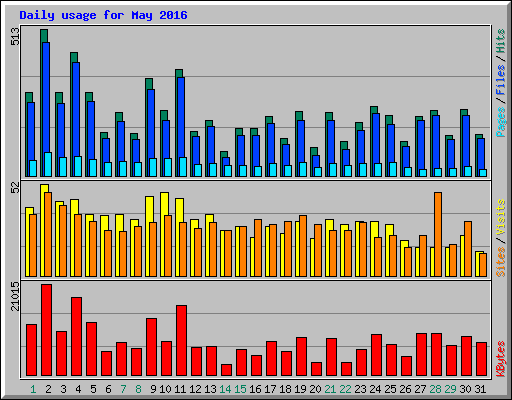 Daily usage for May 2016
513
Pages / Files / Hits
52
Sites / Visits
21015
KBytes
1 2 3 4 5 6 7 8 9 10 11 12 13 14 15 16 17 18 19 20 21 22 23 24 25 26 27 28 29 30 31